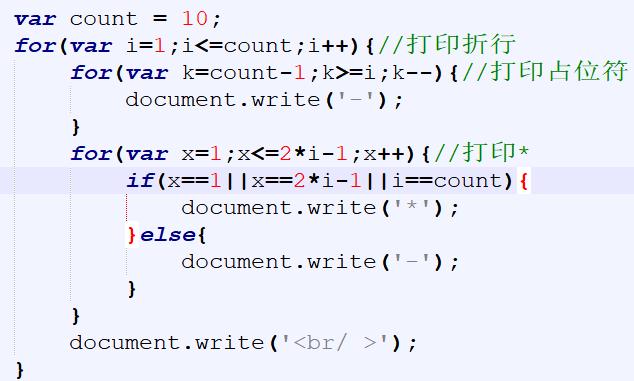 var count = 10;
for(var i=1;i<=count;i++){//打印折行
    for(var k=count-1;k>=i;k--){//打印占位符
        document.write('-');
    }
    for(var x=1;x<=2*i-1;x++){//打印*
        if(x==1||x==2*i-1||i==count){
            document.write('*');
        }else{
            document.write('-');
        }
    }
    document.write('<br/ >');
}